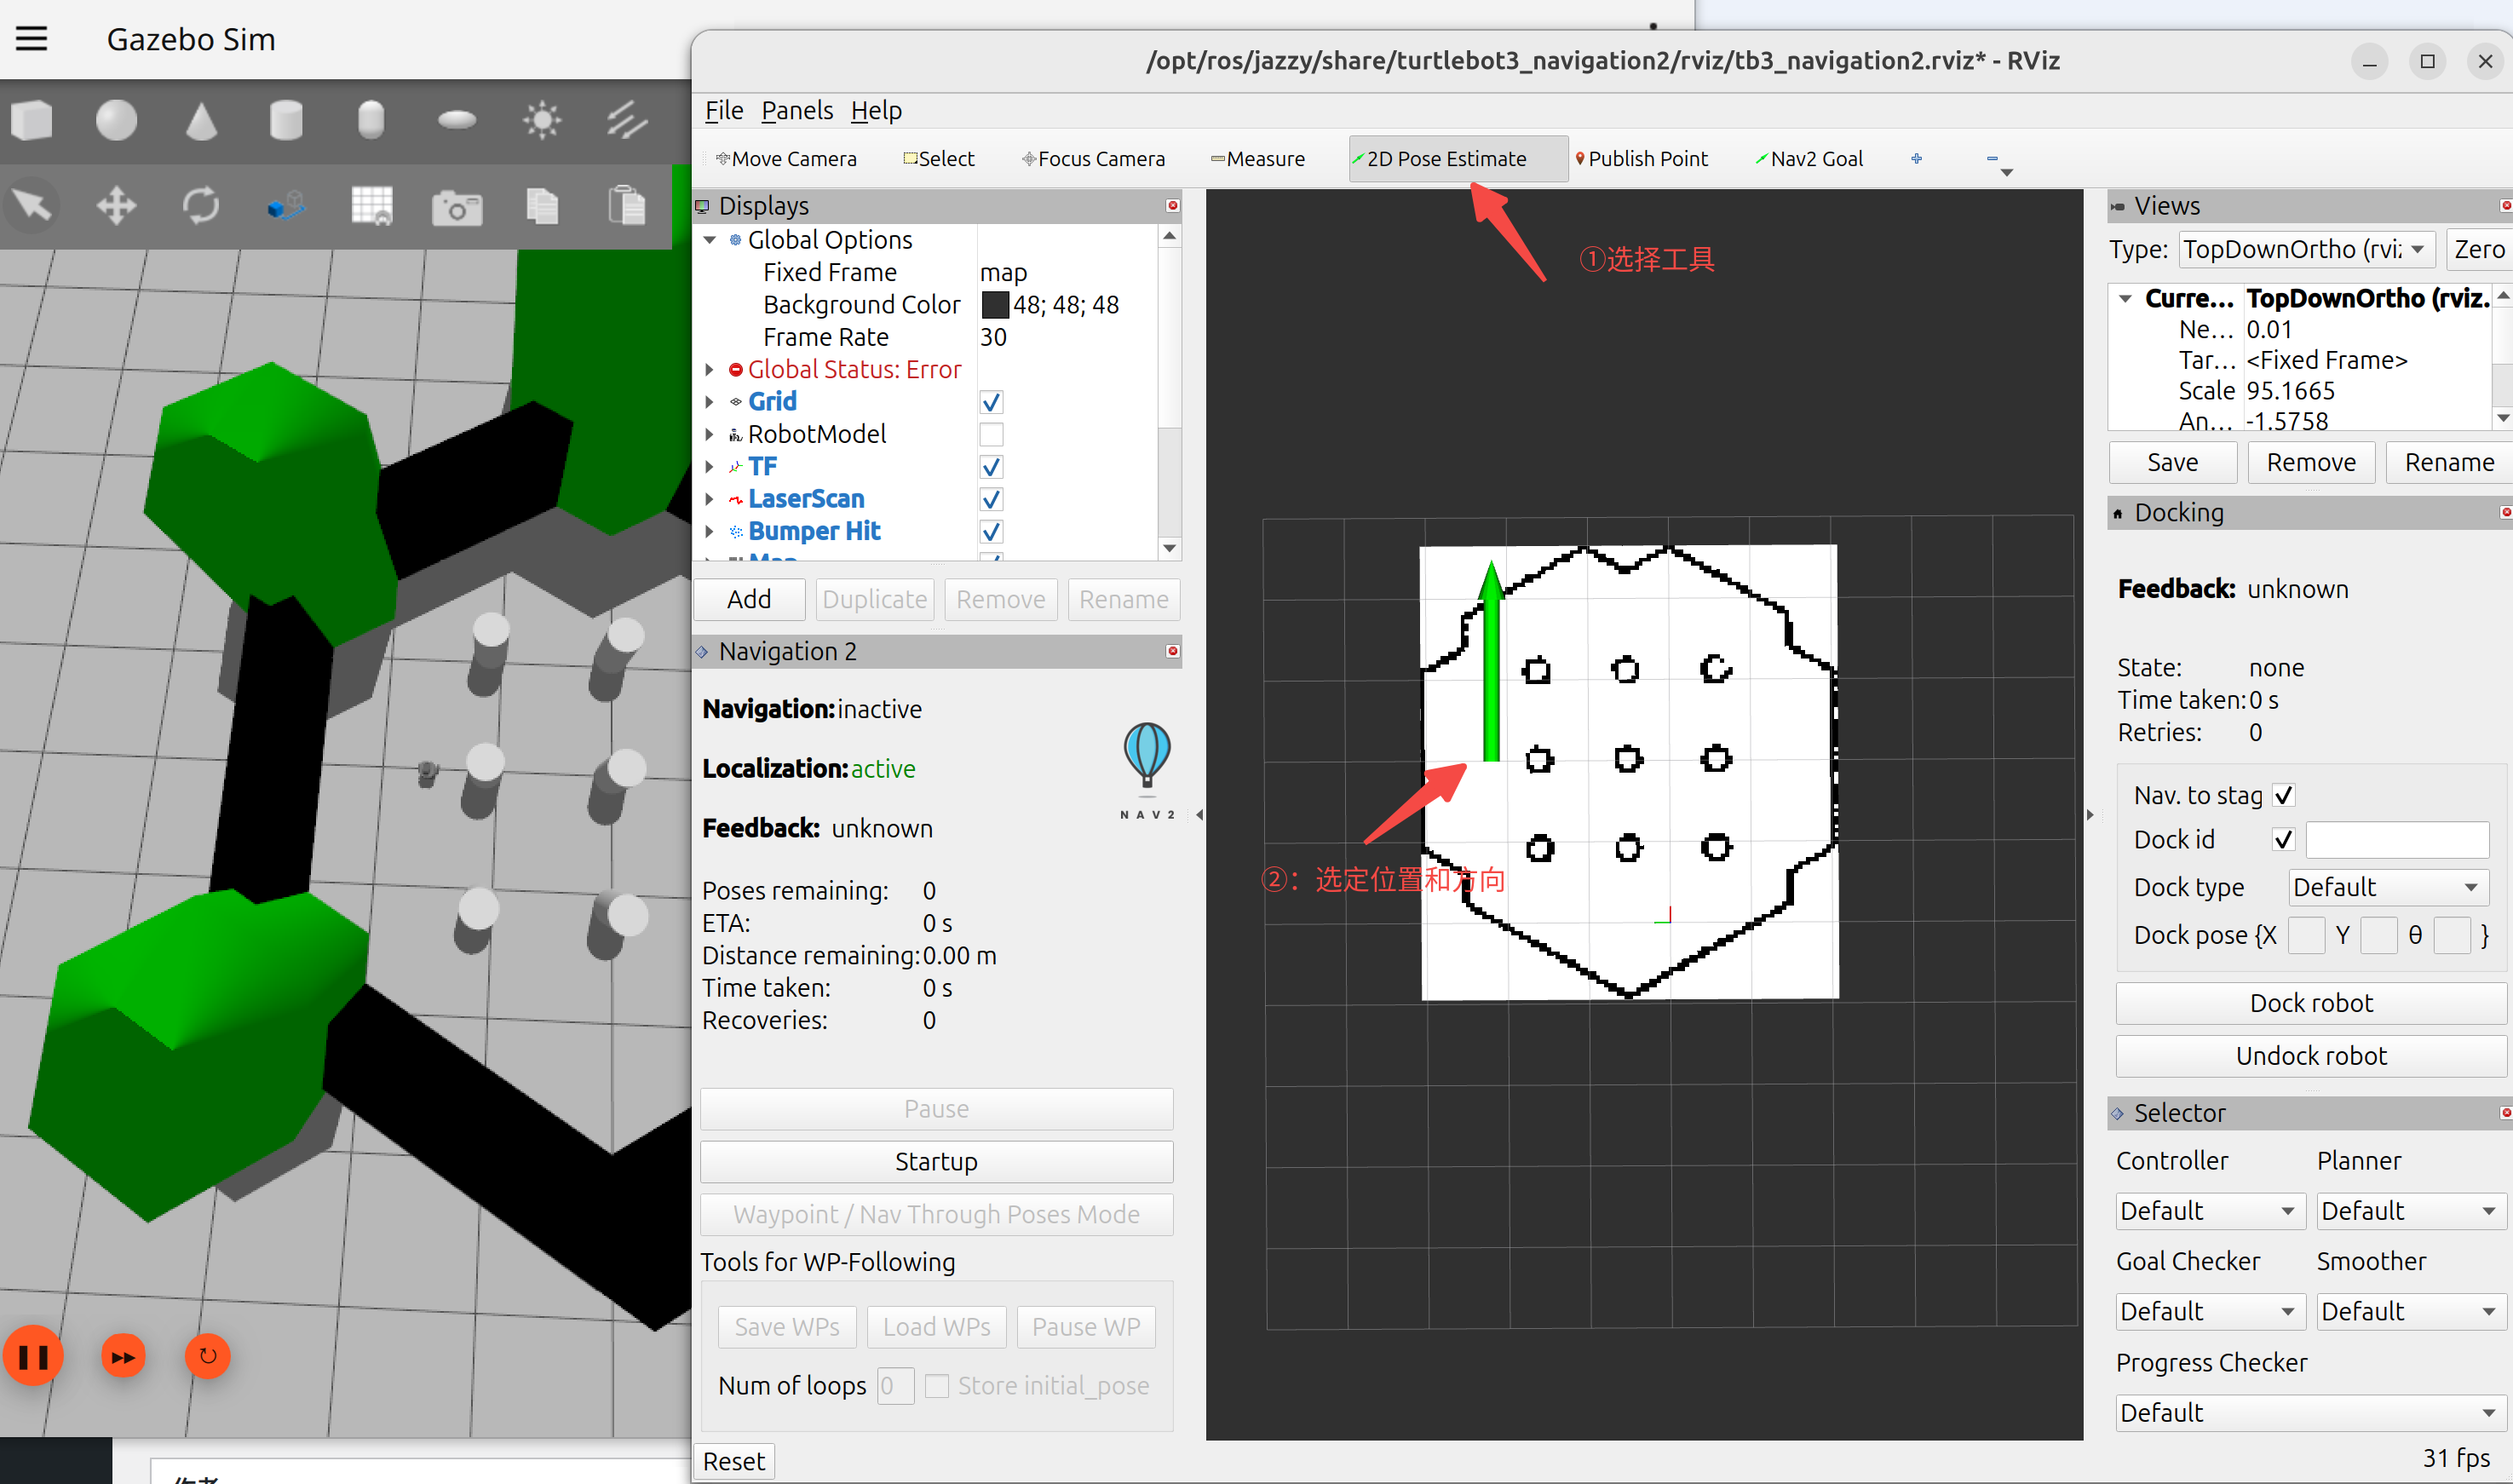 Gazebo Sim
/opt/ros/jazzy/share/turtlebot3_navigation2/rviz/tb3_navigation2.rviz* - RViz
File Panels Help
Move Camera Select Focus Camera Measure 2D Pose Estimate Publish Point Nav2 Goal
①选择工具
Displays
Global Options
Fixed Frame map
Background Color 48; 48; 48
Frame Rate 30
Global Status: Error
Grid
RobotModel
TF
LaserScan
Bumper Hit
Add Duplicate Remove Rename
Navigation 2
Navigation: inactive
Localization: active
Feedback: unknown
NAV2
Poses remaining: 0
ETA: 0 s
Distance remaining: 0.00 m
Time taken: 0 s
Recoveries: 0
Pause
Startup
Waypoint / Nav Through Poses Mode
Tools for WP-Following
Save WPs Load WPs Pause WP
Num of loops 0 Store initial_pose
Reset
②：选定位置和方向
Views
Type: TopDownOrtho (rvi: Zero
Curre... TopDownOrtho (rviz.
Ne... 0.01
Tar... <Fixed Frame>
Scale 95.1665
An... -1.5758
Save Remove Rename
Docking
Feedback: unknown
State: none
Time taken: 0 s
Retries: 0
Nav. to stag
Dock id
Dock type Default
Dock pose {X Y θ }
Dock robot
Undock robot
Selector
Controller Planner
Default Default
Goal Checker Smoother
Default Default
Progress Checker
Default
31 fps